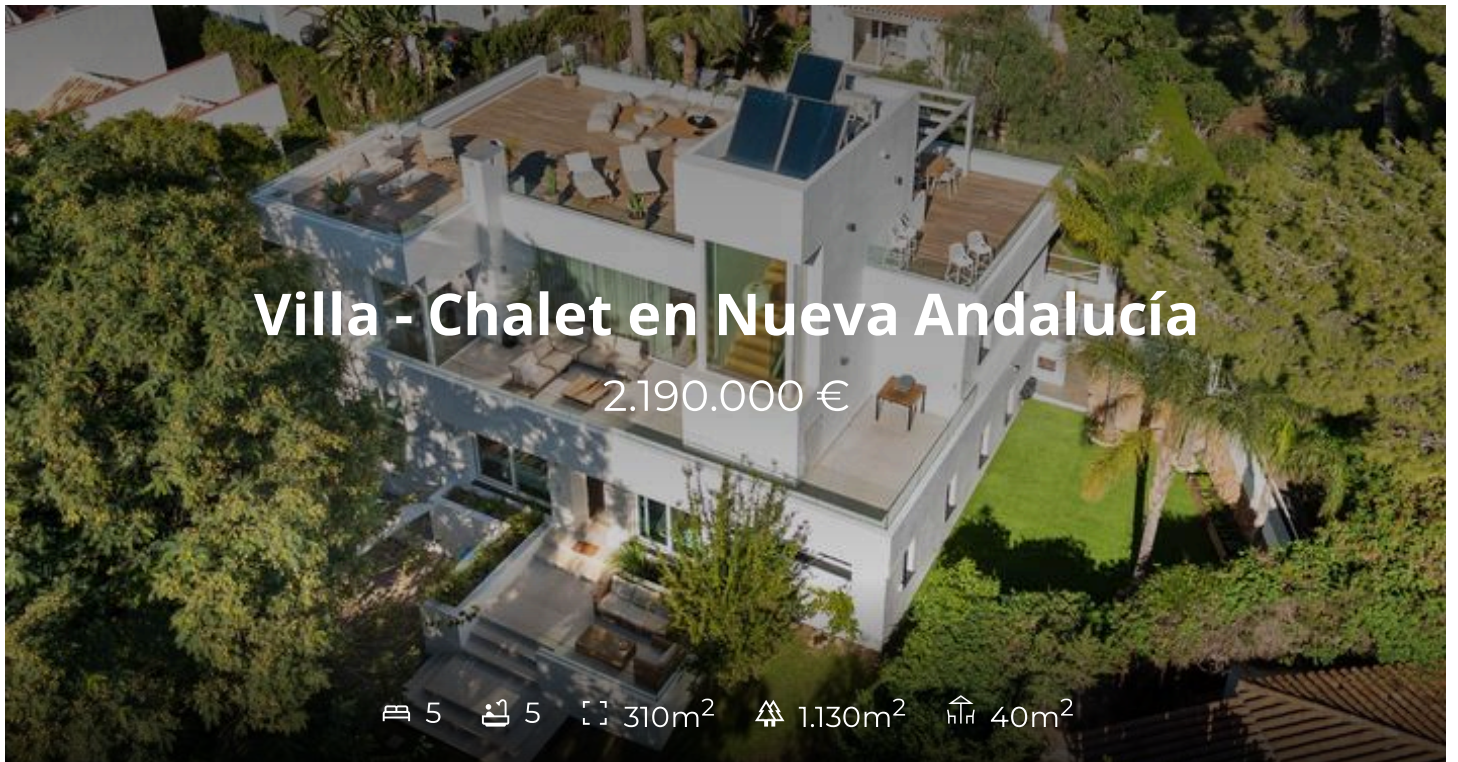 Villa - Chalet en Nueva Andalucía
2.190.000 €
5 5 310m² 1.130m² 40m²